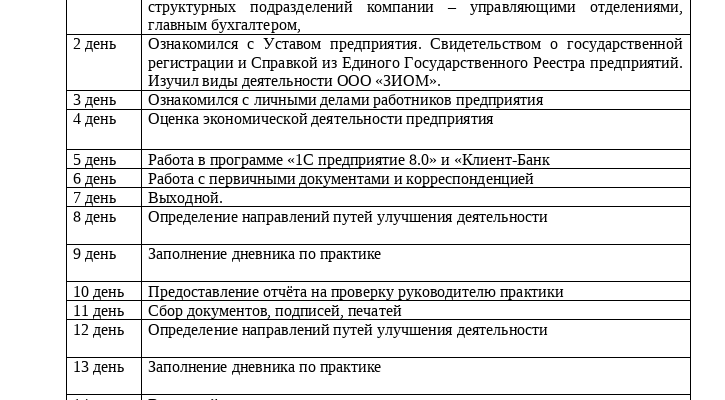 структурных подразделений компании – управляющими отделениями,
главным бухгалтером,
2 день Ознакомился с Уставом предприятия. Свидетельством о государственной
регистрации и Справкой из Единого Государственного Реестра предприятий.
Изучил виды деятельности ООО «ЗИОМ».
3 день Ознакомился с личными делами работников предприятия
4 день Оценка экономической деятельности предприятия
5 день Работа в программе «1С предприятие 8.0» и «Клиент-Банк
6 день Работа с первичными документами и корреспонденцией
7 день Выходной.
8 день Определение направлений путей улучшения деятельности
9 день Заполнение дневника по практике
10 день Предоставление отчёта на проверку руководителю практики
11 день Сбор документов, подписей, печатей
12 день Определение направлений путей улучшения деятельности
13 день Заполнение дневника по практике